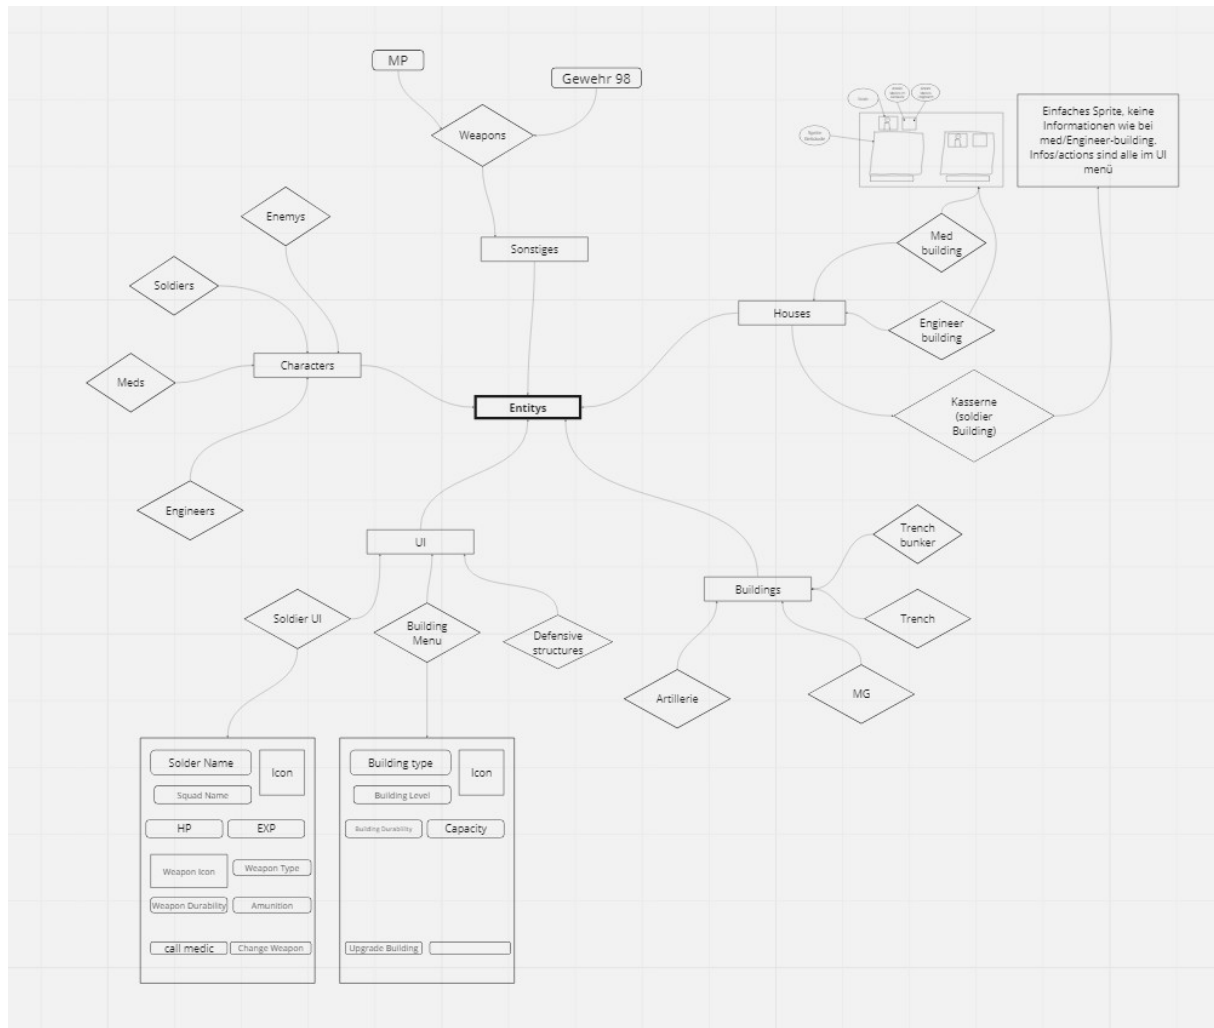 MP
Gewehr 98
Weapons
Einfaches Sprite, keine
Informationen wie bei
med/Engineer-building.
Infos/actions sind alle im UI
menü
Enemys
Med
building
Sonstiges
Soldiers
Houses
Engineer
building
Characters
Meds
Entitys
Kasserne
(soldier
Building)
Engineers
UI
Trench
bunker
Buildings
Soldier UI
Building
Menu
Defensive
structures
Trench
Artillerie
MG
Solder Name
Icon
Squad Name
HP
EXP
Weapon Icon
Weapon Type
Weapon Durability
Amunition
call medic
Change Weapon
Building type
Icon
Building Level
Building Durability
Capacity
Upgrade Building